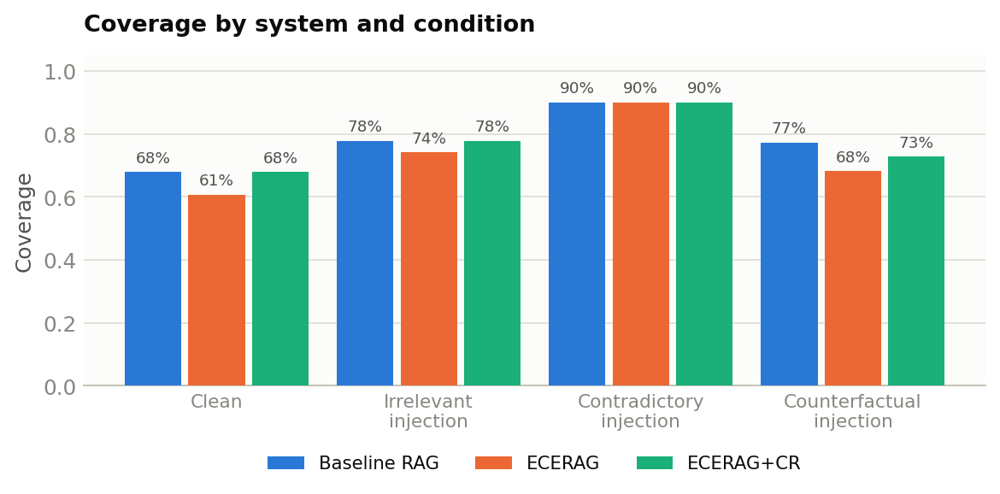 Coverage by system and condition
1.0
0.8
0.6
0.4
0.2
0.0
Coverage
68%
61%
68%
78%
74%
78%
90%
90%
90%
77%
68%
73%
Clean
Irrelevant
injection
Contradictory
injection
Counterfactual
injection
Baseline RAG
ECERAG
ECERAG+CR